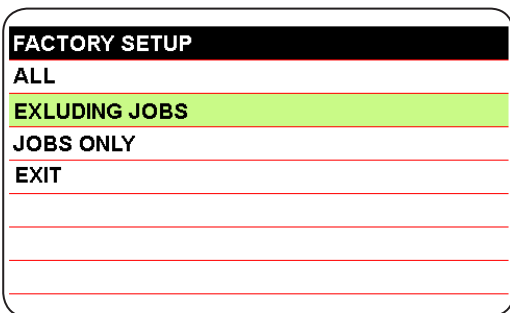 FACTORY SETUP
ALL
EXLUDING JOBS
JOBS ONLY
EXIT